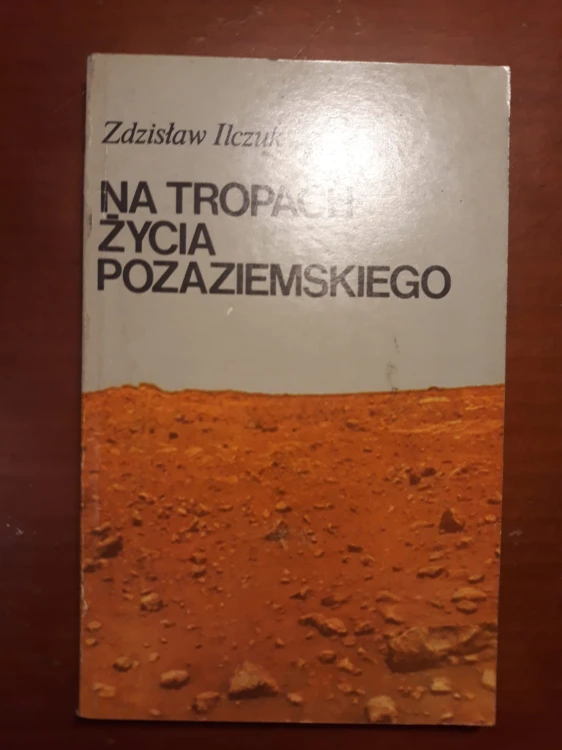 Zdzisław Ilczuk
NA TROPACH
ŻYCIA
POZAZIEMSKIEGO